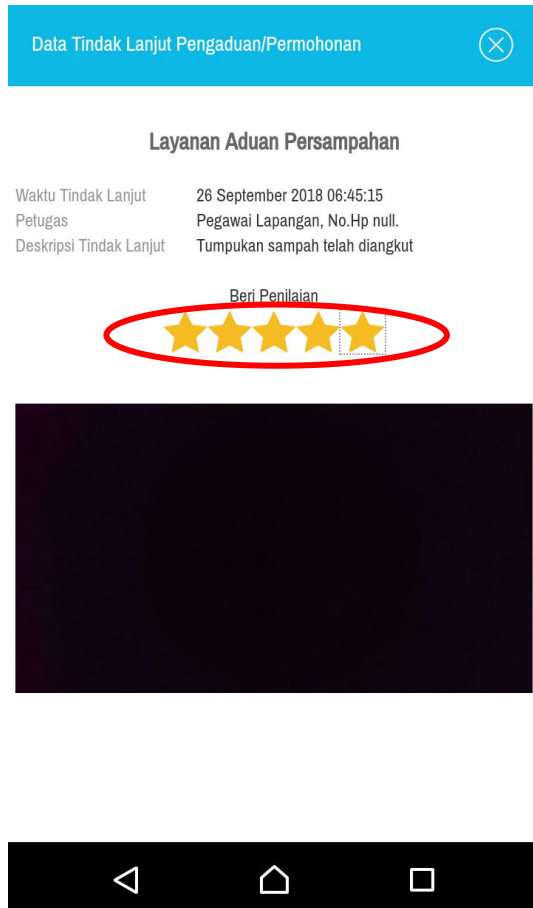 Data Tindak Lanjut Pengaduan/Permohonan
Layanan Aduan Persampahan
Waktu Tindak Lanjut 26 September 2018 06:45:15
Petugas Pegawai Lapangan, No.Hp null.
Deskripsi Tindak Lanjut Tumpukan sampah telah diangkut
Beri Penilaian